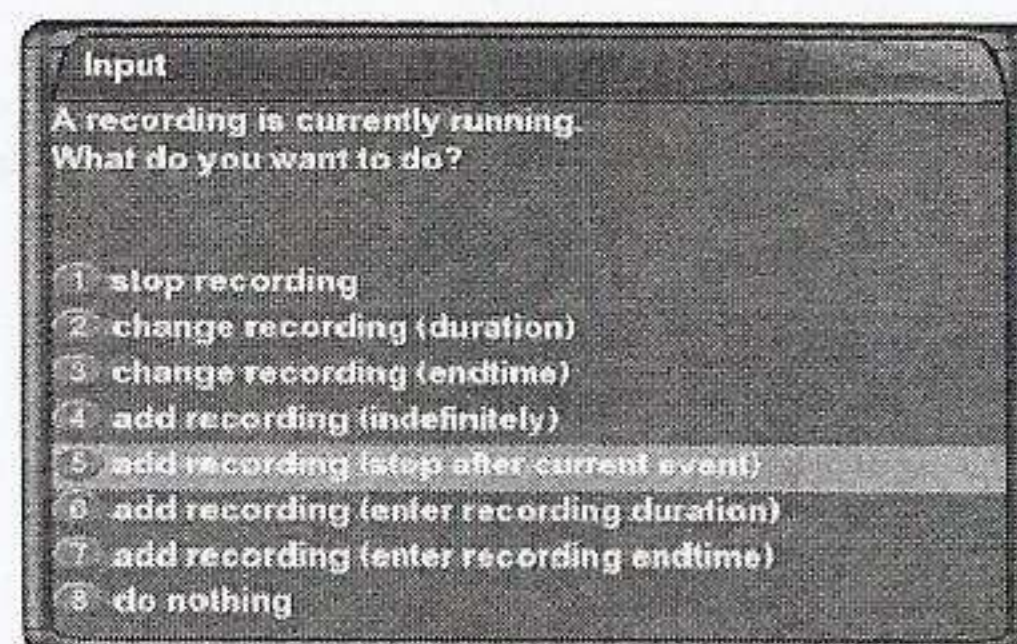 Input
A recording is currently running.
What do you want to do?
1 stop recording
2 change recording (duration)
3 change recording (endtime)
4 add recording (indefinitely)
5 add recording (stop after current event)
6 add recording (enter recording duration)
7 add recording (enter recording endtime)
8 do nothing